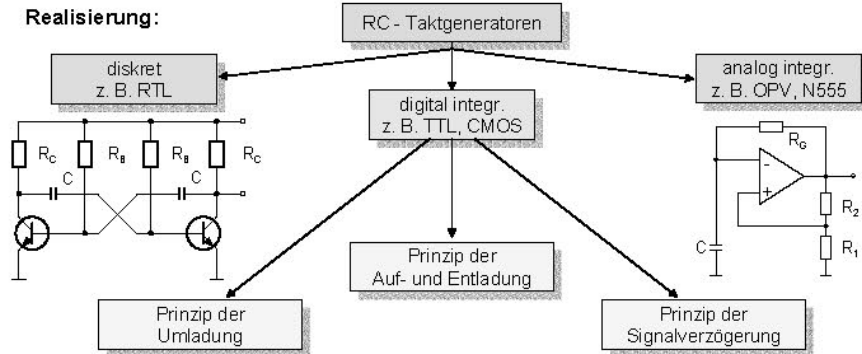 Realisierung:
RC - Taktgeneratoren
diskret
z. B. RTL
digital integr.
z. B. TTL, CMOS
analog integr.
z. B. OPV, N555
R_C R_B R_B R_C
C C
R_G
-
+
R_2
C
R_1
Prinzip der
Auf- und Entladung
Prinzip der
Umladung
Prinzip der
Signalverzögerung